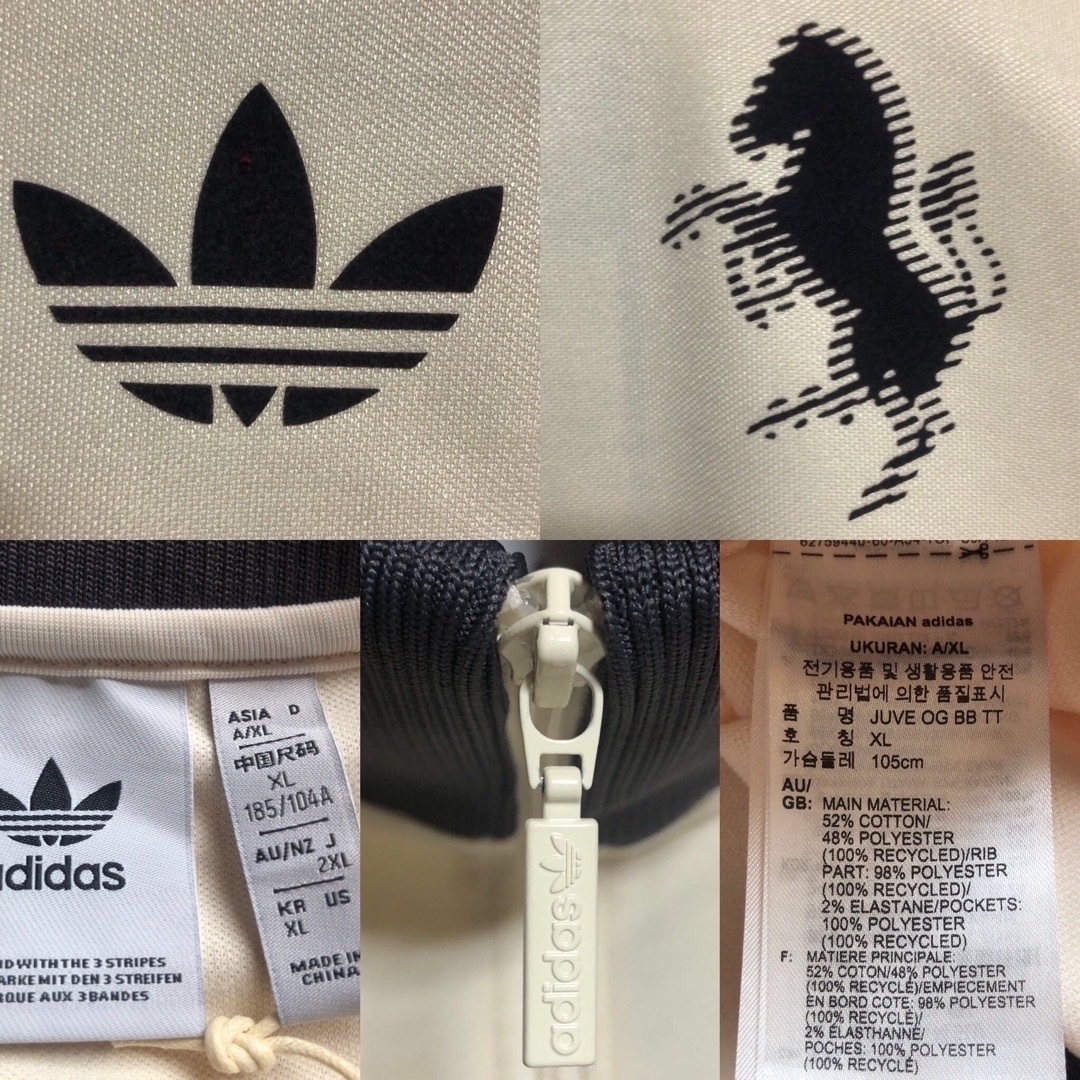 adidas
THE 3 STRIPES
MIT DEN 3 STREIFEN
AUX 3 BANDES
ASIA D
A/XL
中国尺码
XL
185/104A
AU/NZ J
2XL
KR US
XL
MADE IN
CHINA
adidas
PAKAIAN adidas
UKURAN: A/XL
전기용품 및 생활용품 안전
관리법에 의한 품질표시
품 명 JUVE OG BB TT
호 칭 XL
가슴둘레 105cm
AU/
GB: MAIN MATERIAL:
52% COTTON/
48% POLYESTER
(100% RECYCLED)/RIB
PART: 98% POLYESTER
(100% RECYCLED)/
2% ELASTANE/POCKETS:
100% POLYESTER
(100% RECYCLED)
F: MATIERE PRINCIPALE:
52% COTON/48% POLYESTER
(100% RECYCLÉ)/EMPIECEMENT
EN BORD COTE: 98% POLYESTER
(100% RECYCLÉ)/
2% ÉLASTHANNE/
POCHES: 100% POLYESTER
(100% RECYCLÉ)